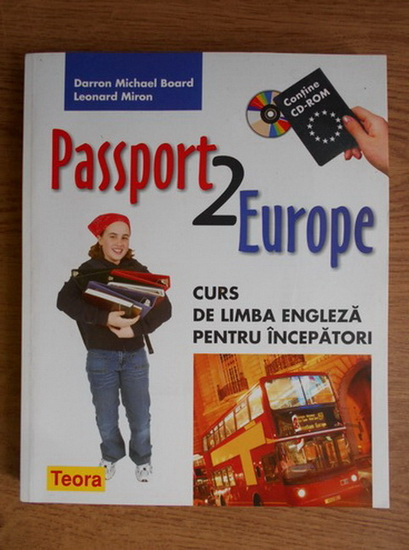 Darron Michael Board
Leonard Miron
Conține
CD-ROM
Passport
2
Europe
CURS
DE LIMBA ENGLEZĂ
PENTRU ÎNCEPĂTORI
Teora